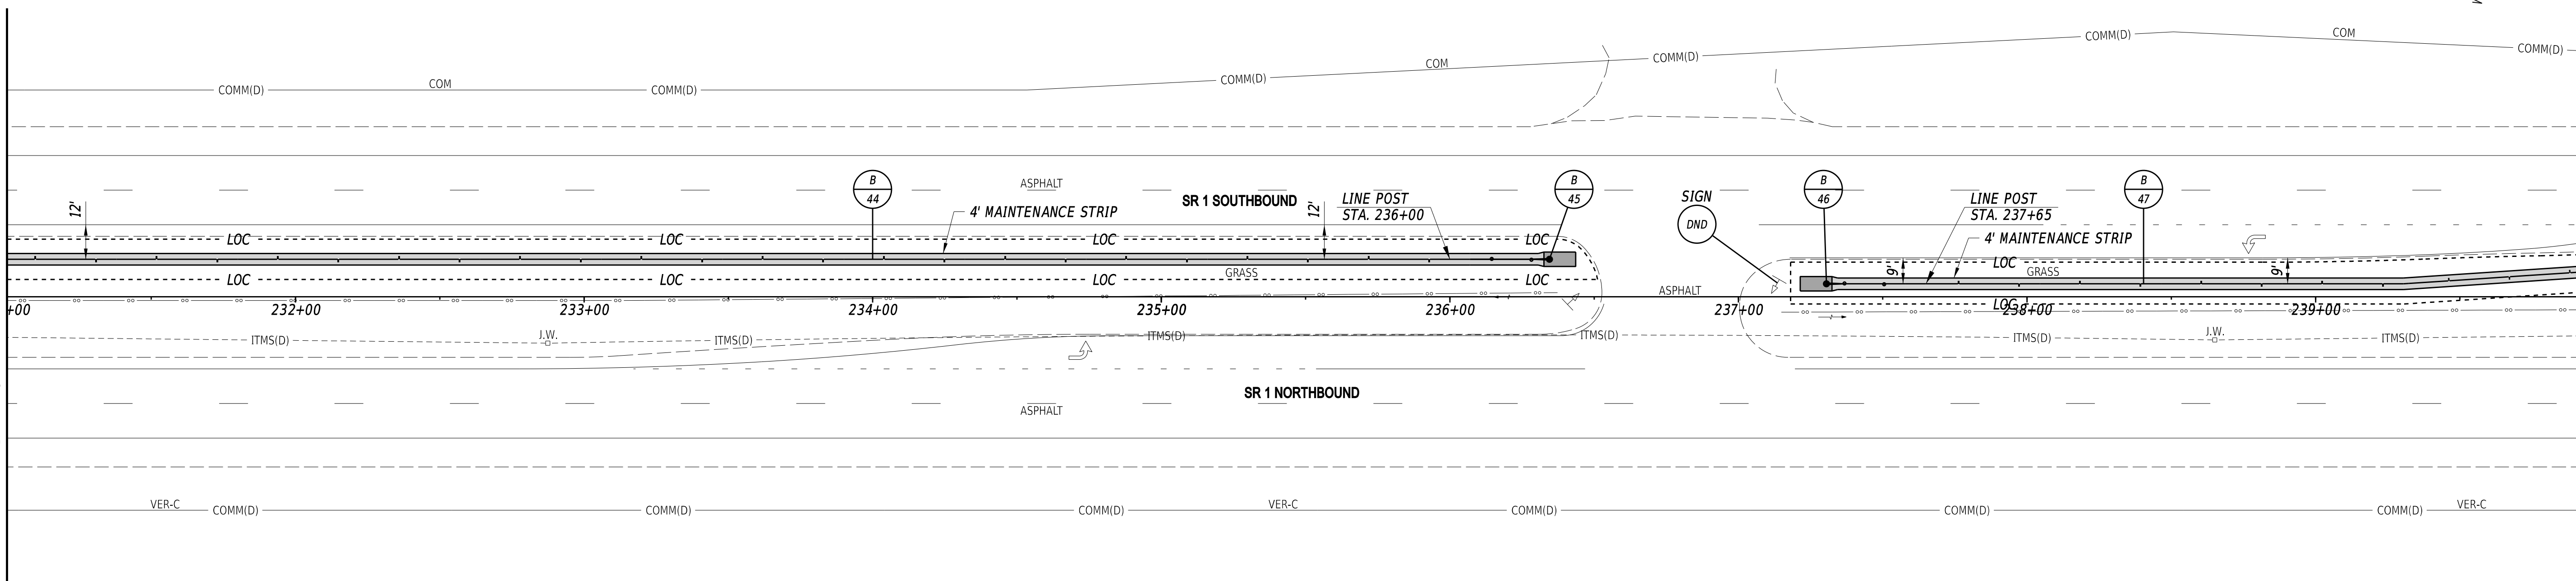 COM
COM
COM
COMM(D)
COMM(D)
COMM(D)
COMM(D)
COMM(D)
COMM(D)
ASPHALT
SR 1 SOUTHBOUND
B
44
B
45
B
46
B
47
12'
12'
4' MAINTENANCE STRIP
LINE POST
STA. 236+00
SIGN
DND
LINE POST
STA. 237+65
4' MAINTENANCE STRIP
LOC
LOC
LOC
LOC
LOC
9'
9'
GRASS
GRASS
LOC
LOC
LOC
LOC
LOC
ASPHALT
+00
232+00
233+00
234+00
235+00
236+00
237+00
238+00
239+00
ITMS(D)
J.W.
ITMS(D)
ITMS(D)
ITMS(D)
ITMS(D)
J.W.
ITMS(D)
SR 1 NORTHBOUND
ASPHALT
VER-C
VER-C
VER-C
COMM(D)
COMM(D)
COMM(D)
COMM(D)
COMM(D)
COMM(D)